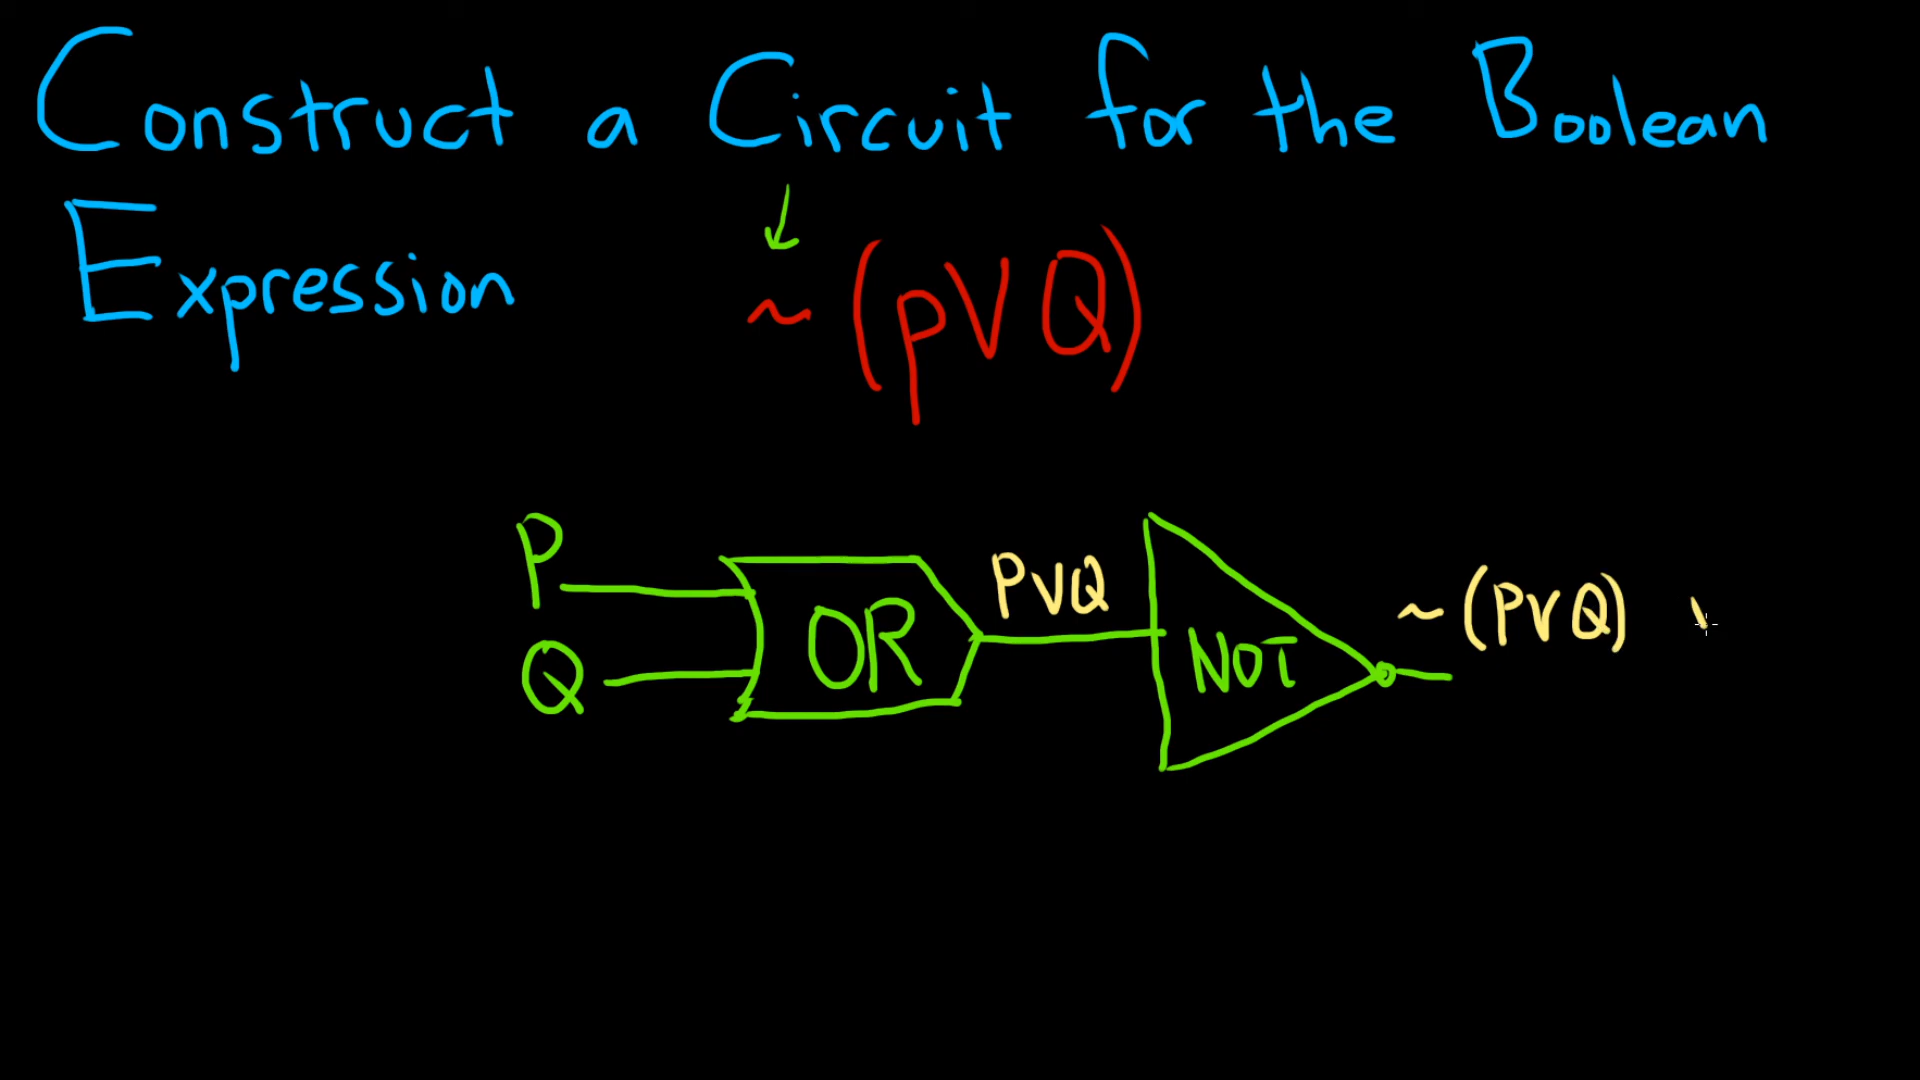 Construct a Circuit for the Boolean
Expression ~(pVQ)
P
Q
OR
PVQ
NOT
~(PVQ)